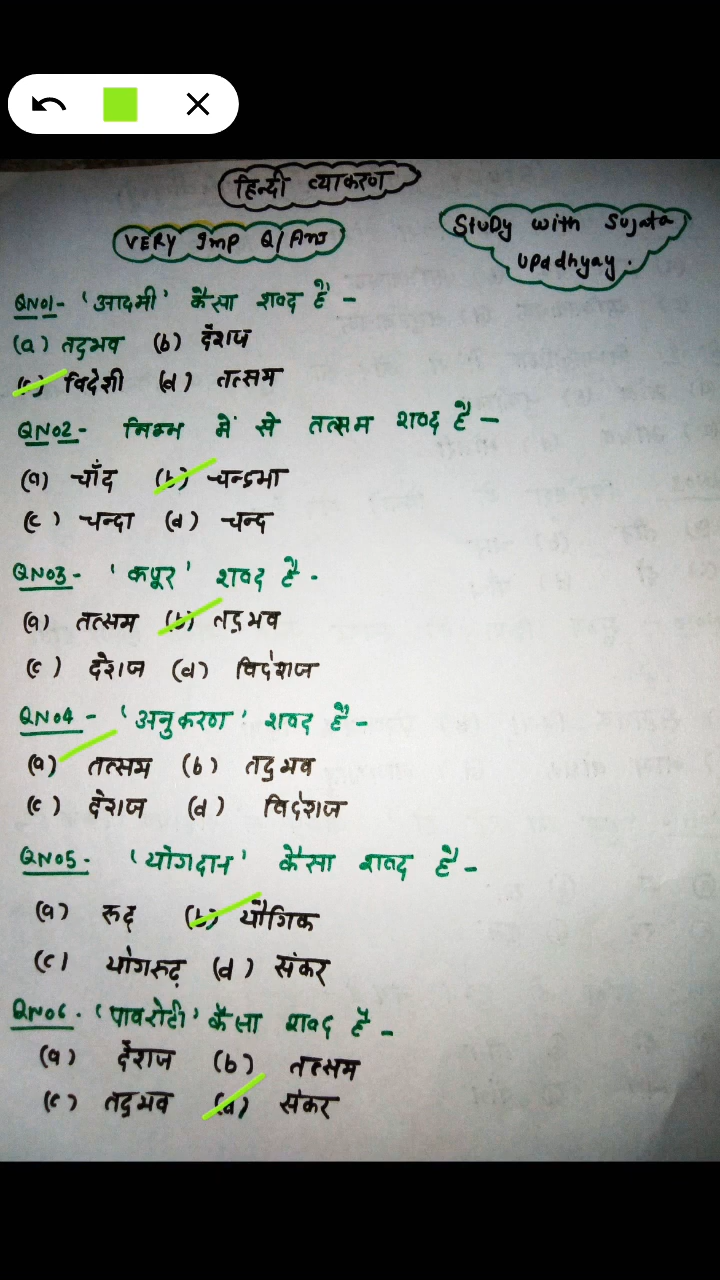 हिन्दी व्याकरण
VERY Imp Q/Ans
Study with Sujata
Upadhyay.
QN01- 'आदमी' कैसा शब्द है -
(a) तद्भव (b) देशज
(c) विदेशी (d) तत्सम
QN02- निम्न में से तत्सम शब्द है -
(a) चाँद (b) चन्द्रमा
(c) चन्दा (d) चन्द
QN03- 'कपूर' शब्द है -
(a) तत्सम (b) तद्भव
(c) देशज (d) विदेशज
QN04 - 'अनुकरण' शब्द है -
(a) तत्सम (b) तद्भव
(c) देशज (d) विदेशज
QN05- 'योगदान' कैसा शब्द है -
(a) रूढ़ (b) यौगिक
(c) योगरूढ़ (d) संकर
QN06. 'पावरोटी' कैसा शब्द है -
(a) देशज (b) तत्सम
(c) तद्भव (d) संकर